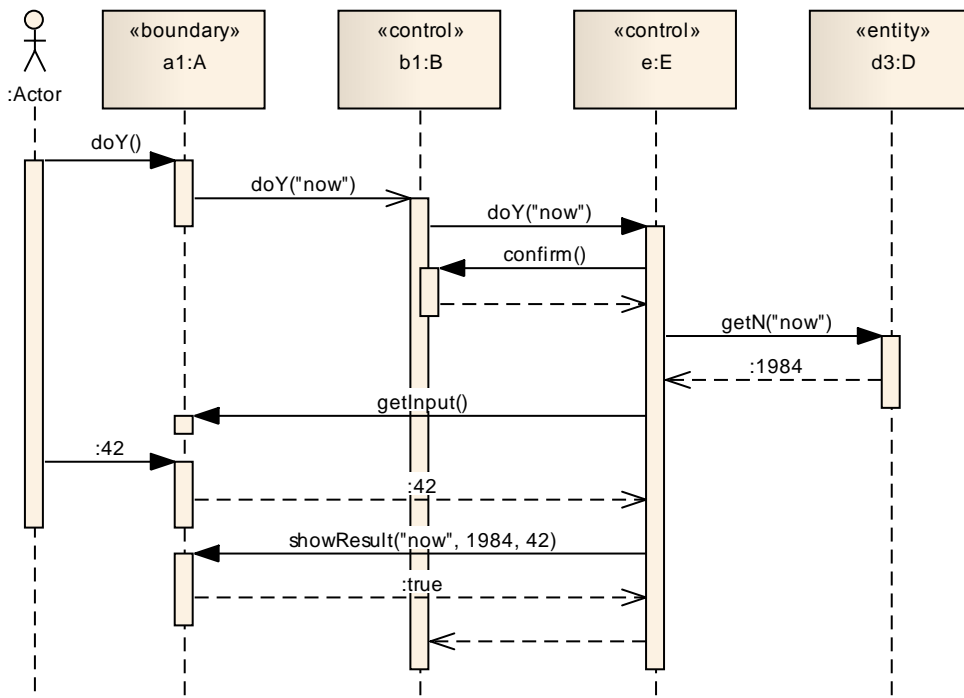 «boundary»
a1:A
«control»
b1:B
«control»
e:E
«entity»
d3:D
:Actor
doY()
doY("now")
doY("now")
confirm()
getN("now")
:1984
getInput()
:42
:42
showResult("now", 1984, 42)
:true